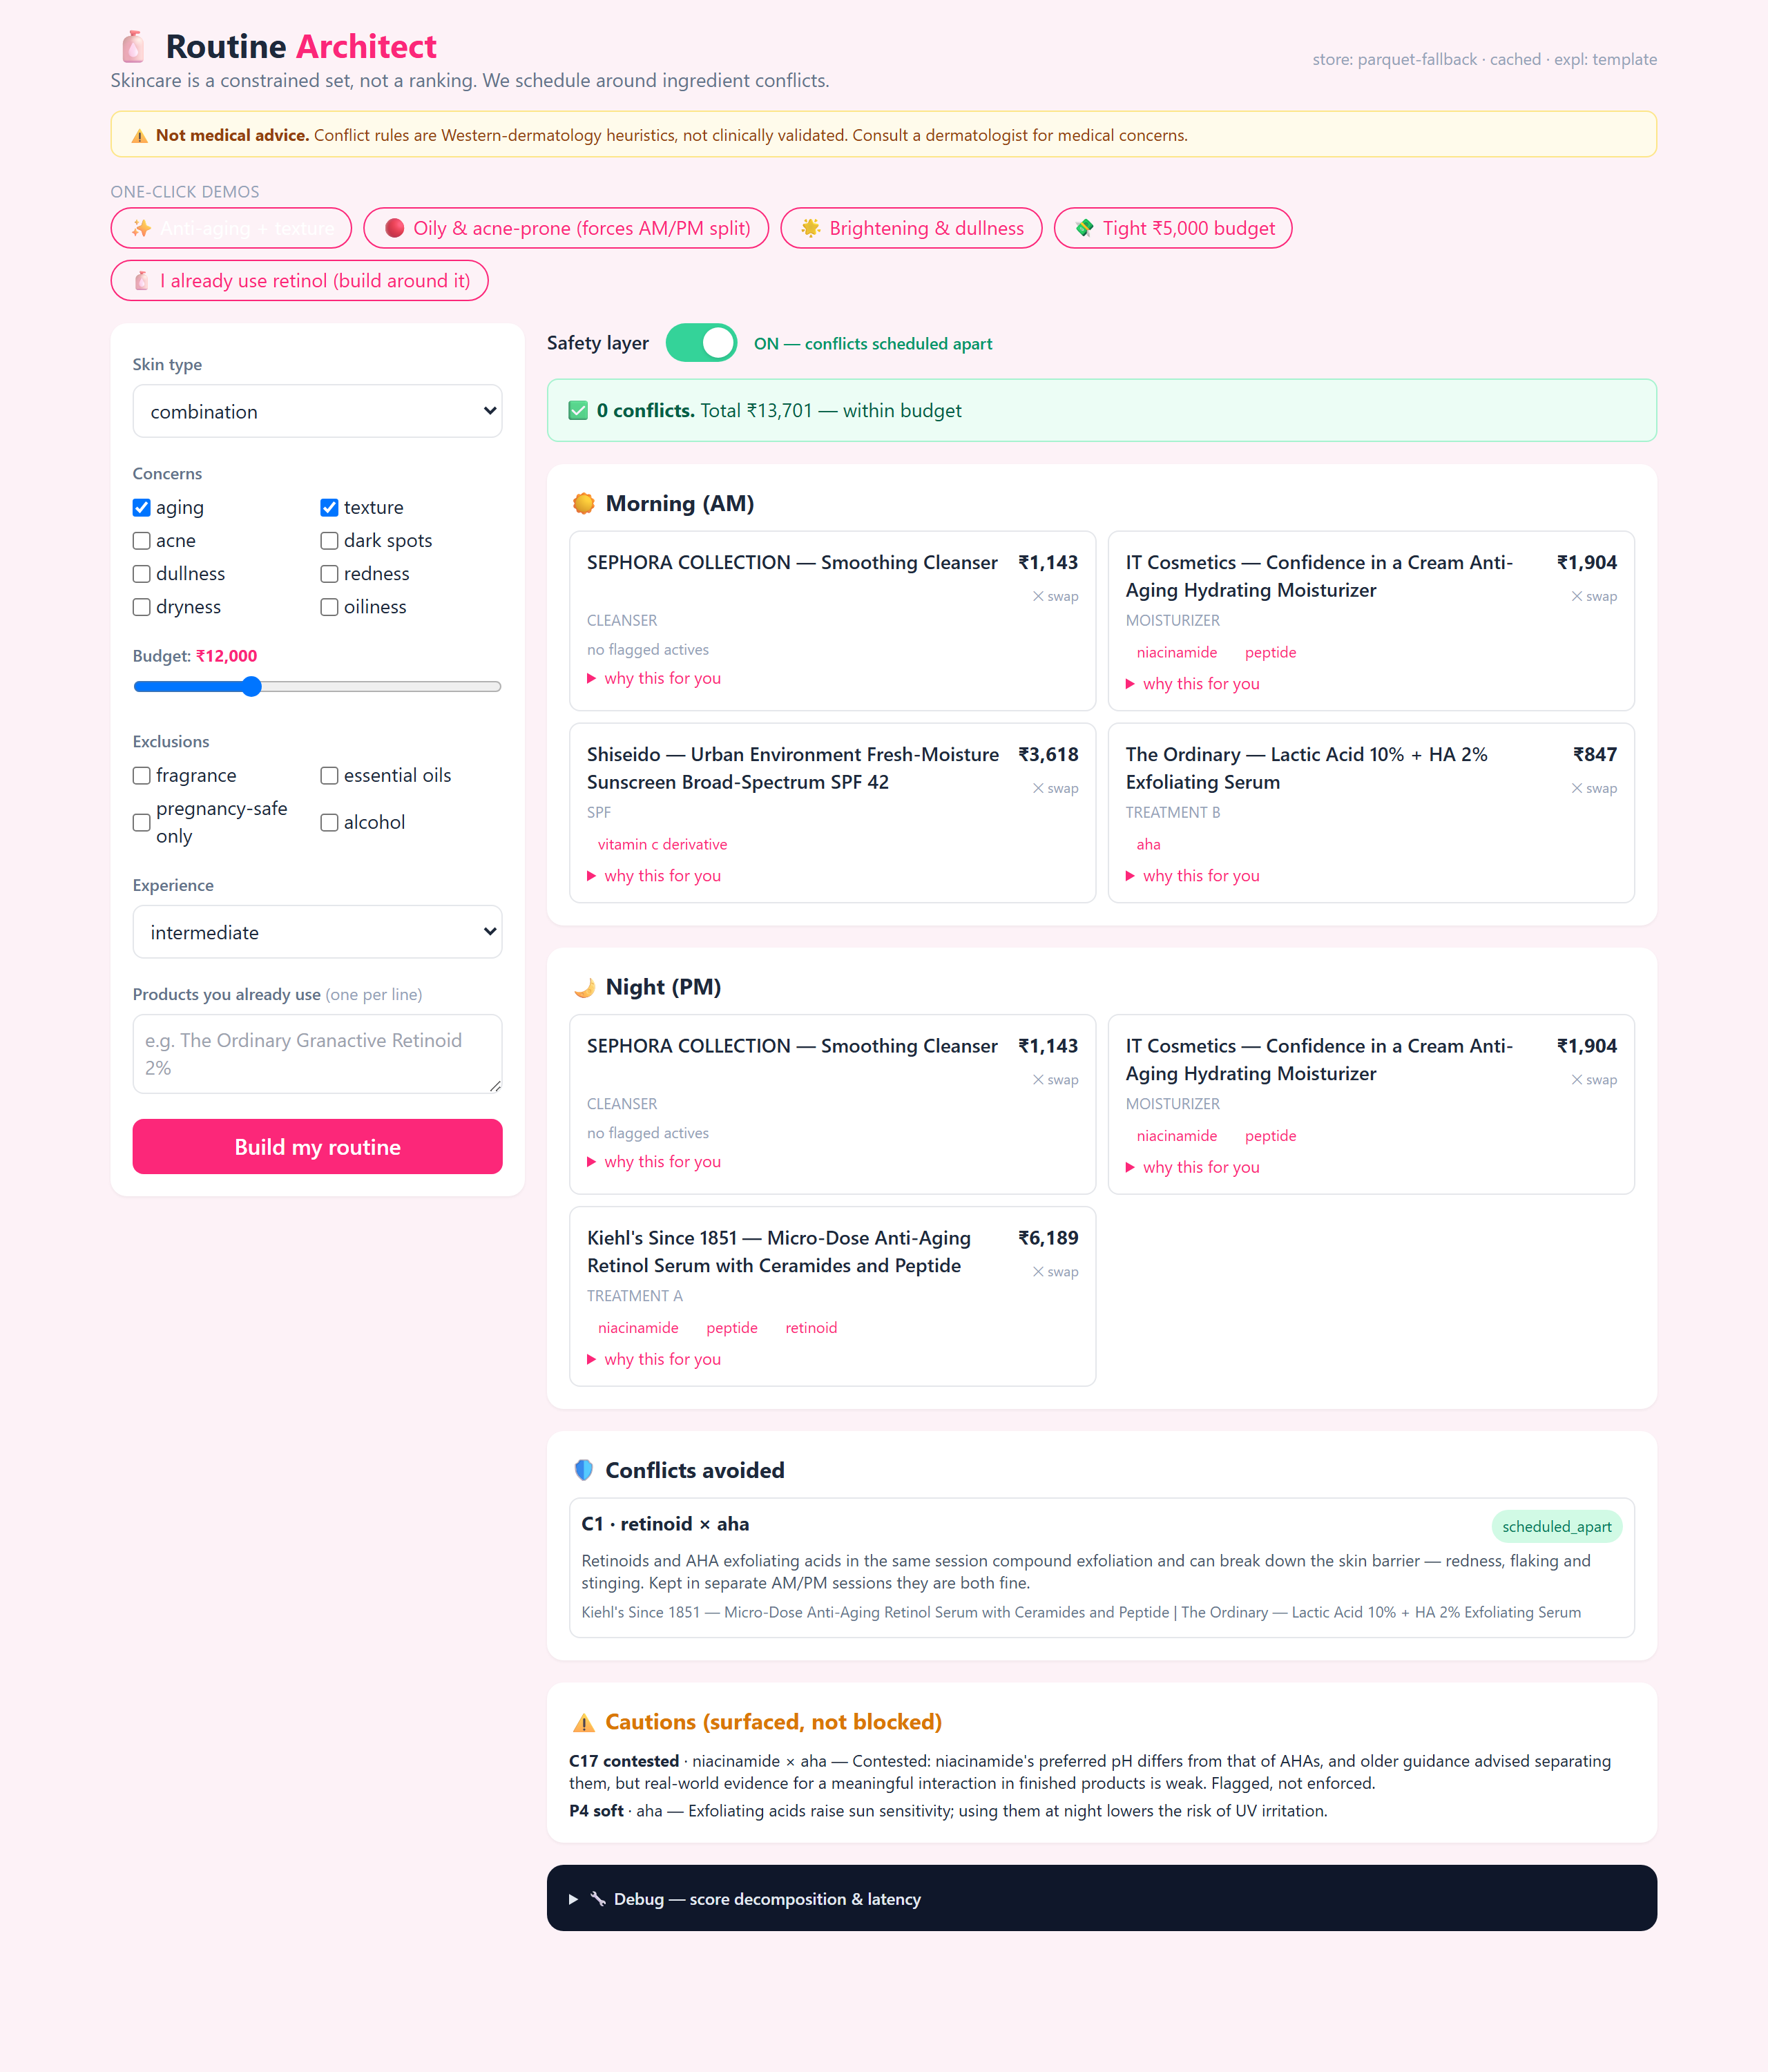 Routine Architect
Skincare is a constrained set, not a ranking. We schedule around ingredient conflicts.
store: parquet-fallback · cached · expl: template
Not medical advice. Conflict rules are Western-dermatology heuristics, not clinically validated. Consult a dermatologist for medical concerns.
ONE-CLICK DEMOS
Anti-aging + texture
Oily & acne-prone (forces AM/PM split)
Brightening & dullness
Tight ₹5,000 budget
I already use retinol (build around it)
Skin type
combination
Concerns
aging
texture
acne
dark spots
dullness
redness
dryness
oiliness
Budget: ₹12,000
Exclusions
fragrance
essential oils
pregnancy-safe
only
alcohol
Experience
intermediate
Products you already use (one per line)
e.g. The Ordinary Granactive Retinoid
2%
Build my routine
Safety layer
ON — conflicts scheduled apart
0 conflicts. Total ₹13,701 — within budget
Morning (AM)
SEPHORA COLLECTION — Smoothing Cleanser
₹1,143
× swap
CLEANSER
no flagged actives
why this for you
IT Cosmetics — Confidence in a Cream Anti-
Aging Hydrating Moisturizer
₹1,904
× swap
MOISTURIZER
niacinamide peptide
why this for you
Shiseido — Urban Environment Fresh-Moisture
Sunscreen Broad-Spectrum SPF 42
₹3,618
× swap
SPF
vitamin c derivative
why this for you
The Ordinary — Lactic Acid 10% + HA 2%
Exfoliating Serum
₹847
× swap
TREATMENT B
aha
why this for you
Night (PM)
SEPHORA COLLECTION — Smoothing Cleanser
₹1,143
× swap
CLEANSER
no flagged actives
why this for you
IT Cosmetics — Confidence in a Cream Anti-
Aging Hydrating Moisturizer
₹1,904
× swap
MOISTURIZER
niacinamide peptide
why this for you
Kiehl's Since 1851 — Micro-Dose Anti-Aging
Retinol Serum with Ceramides and Peptide
₹6,189
× swap
TREATMENT A
niacinamide peptide retinoid
why this for you
Conflicts avoided
C1 · retinoid × aha
scheduled_apart
Retinoids and AHA exfoliating acids in the same session compound exfoliation and can break down the skin barrier — redness, flaking and
stinging. Kept in separate AM/PM sessions they are both fine.
Kiehl's Since 1851 — Micro-Dose Anti-Aging Retinol Serum with Ceramides and Peptide | The Ordinary — Lactic Acid 10% + HA 2% Exfoliating Serum
Cautions (surfaced, not blocked)
C17 contested · niacinamide × aha — Contested: niacinamide's preferred pH differs from that of AHAs, and older guidance advised separating
them, but real-world evidence for a meaningful interaction in finished products is weak. Flagged, not enforced.
P4 soft · aha — Exfoliating acids raise sun sensitivity; using them at night lowers the risk of UV irritation.
Debug — score decomposition & latency